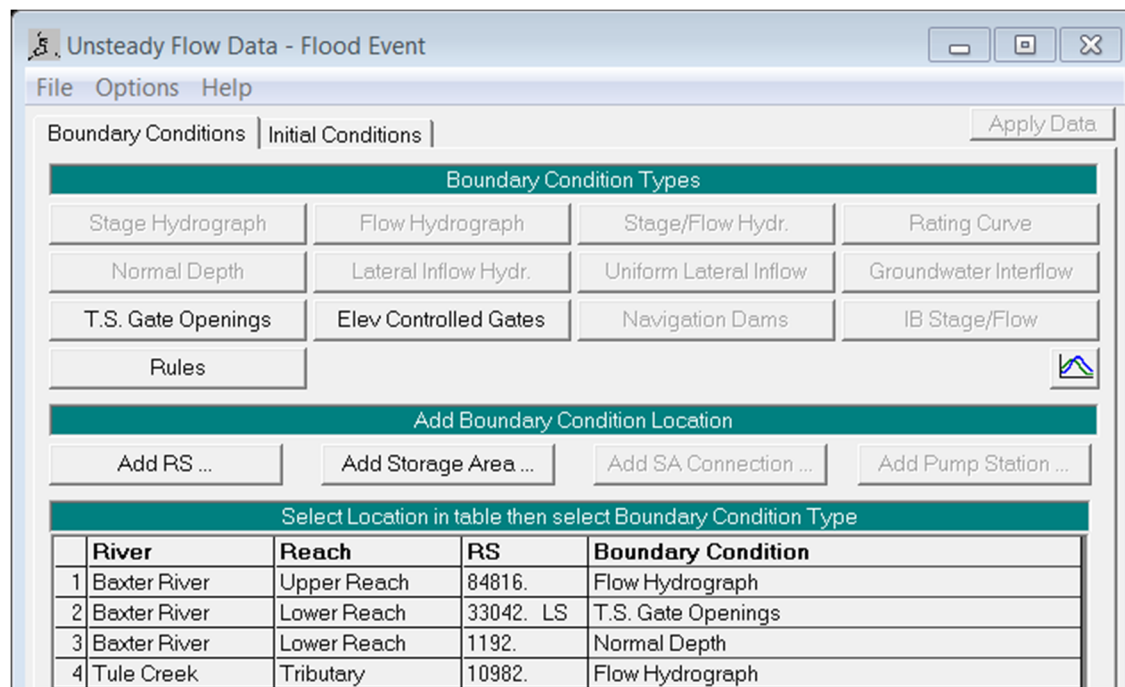 Unsteady Flow Data - Flood Event
File Options Help
Boundary Conditions Initial Conditions Apply Data
Boundary Condition Types
Stage Hydrograph Flow Hydrograph Stage/Flow Hydr. Rating Curve
Normal Depth Lateral Inflow Hydr. Uniform Lateral Inflow Groundwater Interflow
T.S. Gate Openings Elev Controlled Gates Navigation Dams IB Stage/Flow
Rules
Add Boundary Condition Location
Add RS ... Add Storage Area ... Add SA Connection ... Add Pump Station ...
Select Location in table then select Boundary Condition Type
River Reach RS Boundary Condition
1 Baxter River Upper Reach 84816. Flow Hydrograph
2 Baxter River Lower Reach 33042. LS T.S. Gate Openings
3 Baxter River Lower Reach 1192. Normal Depth
4 Tule Creek Tributary 10982. Flow Hydrograph